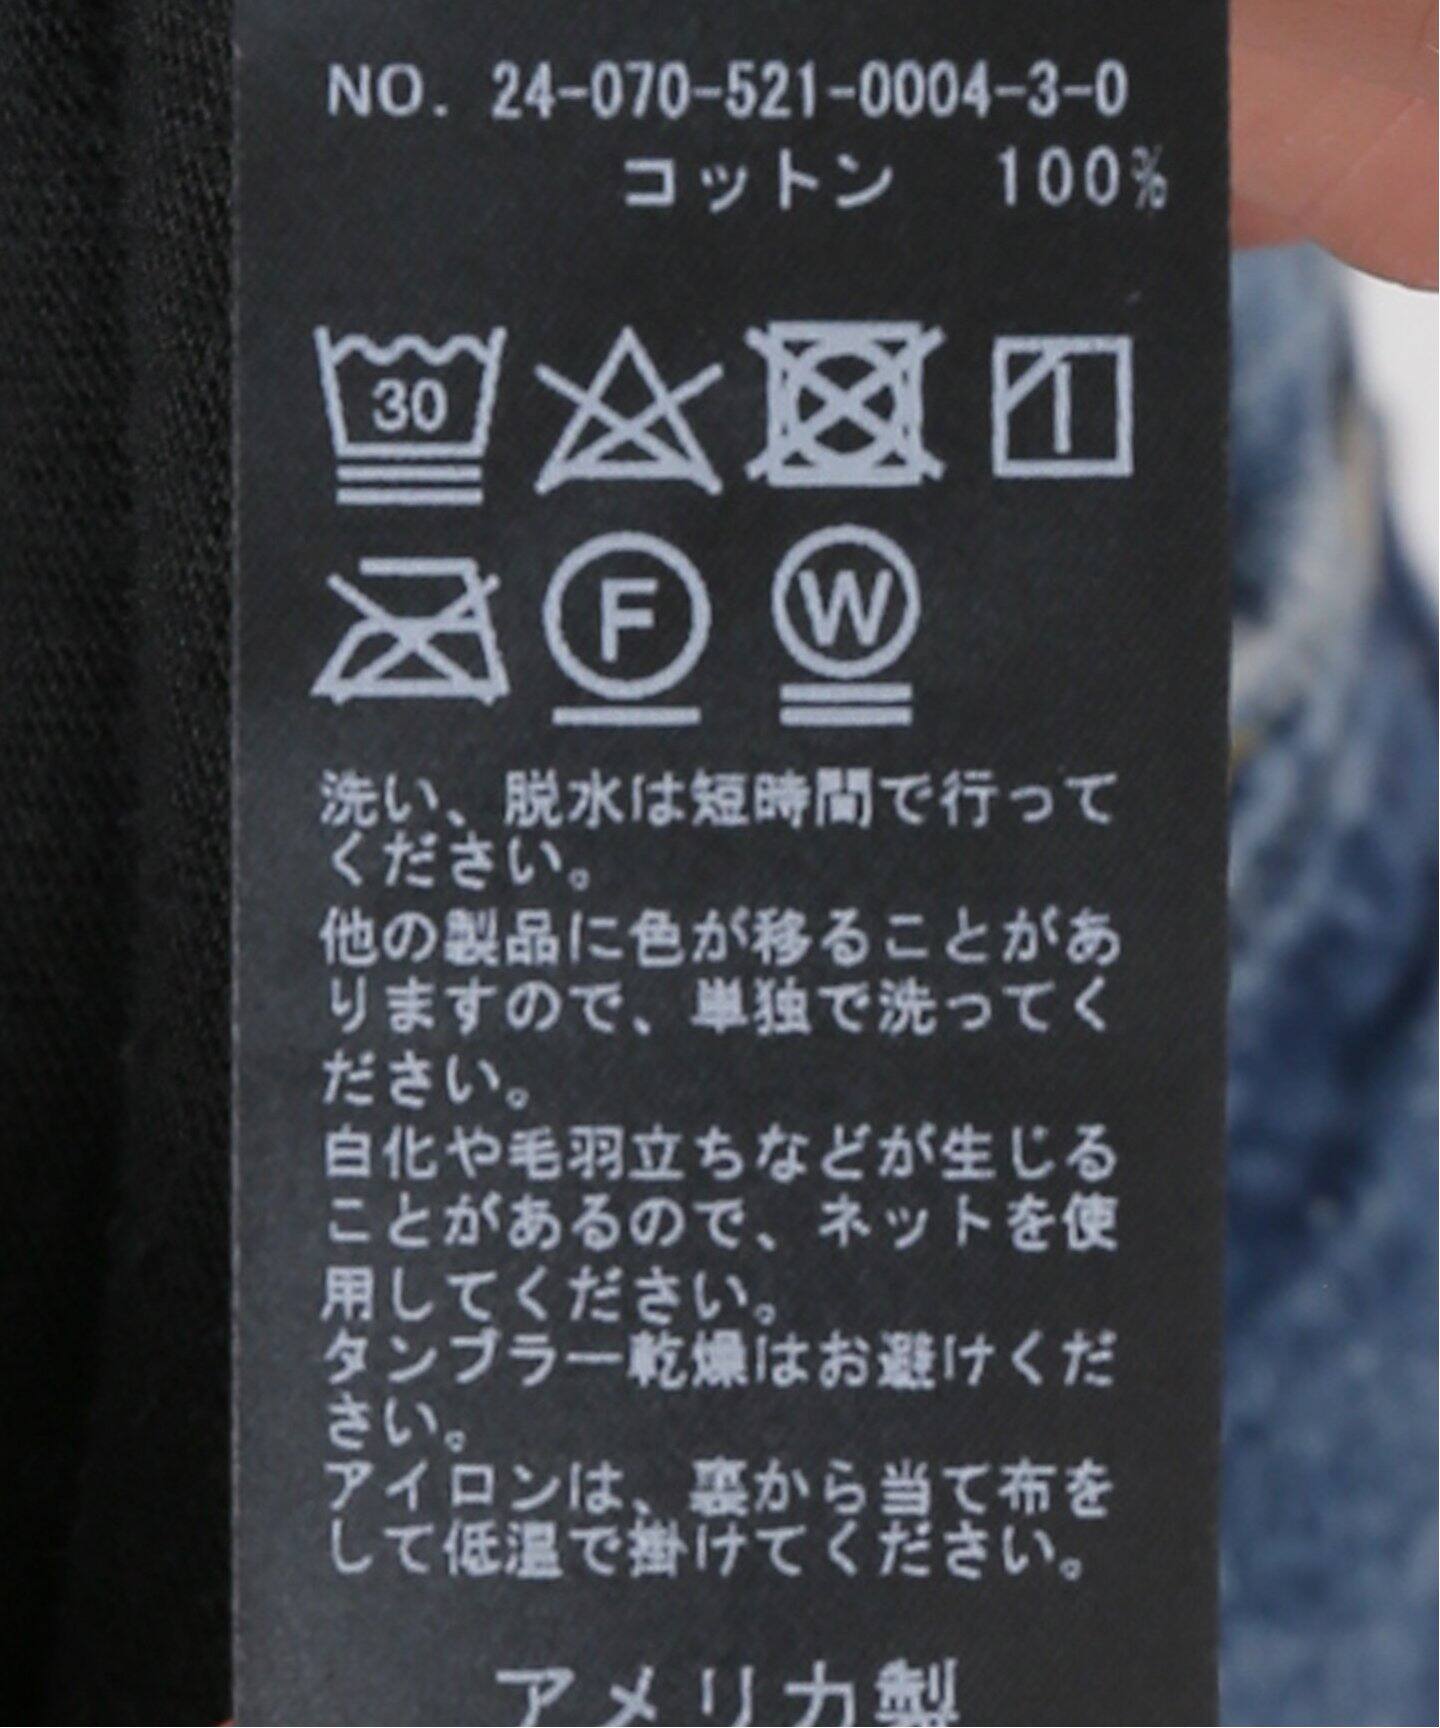 NO. 24-070-521-0004-3-0
コットン 100%
30
F
W
洗い、脱水は短時間で行って
ください。
他の製品に色が移ることがあ
りますので、単独で洗ってく
ださい。
白化や毛羽立ちなどが生じる
ことがあるので、ネットを使
用してください。
タンブラー乾燥はお避けくだ
さい。
アイロンは、裏から当て布を
して低温で掛けてください。
アメリカ製